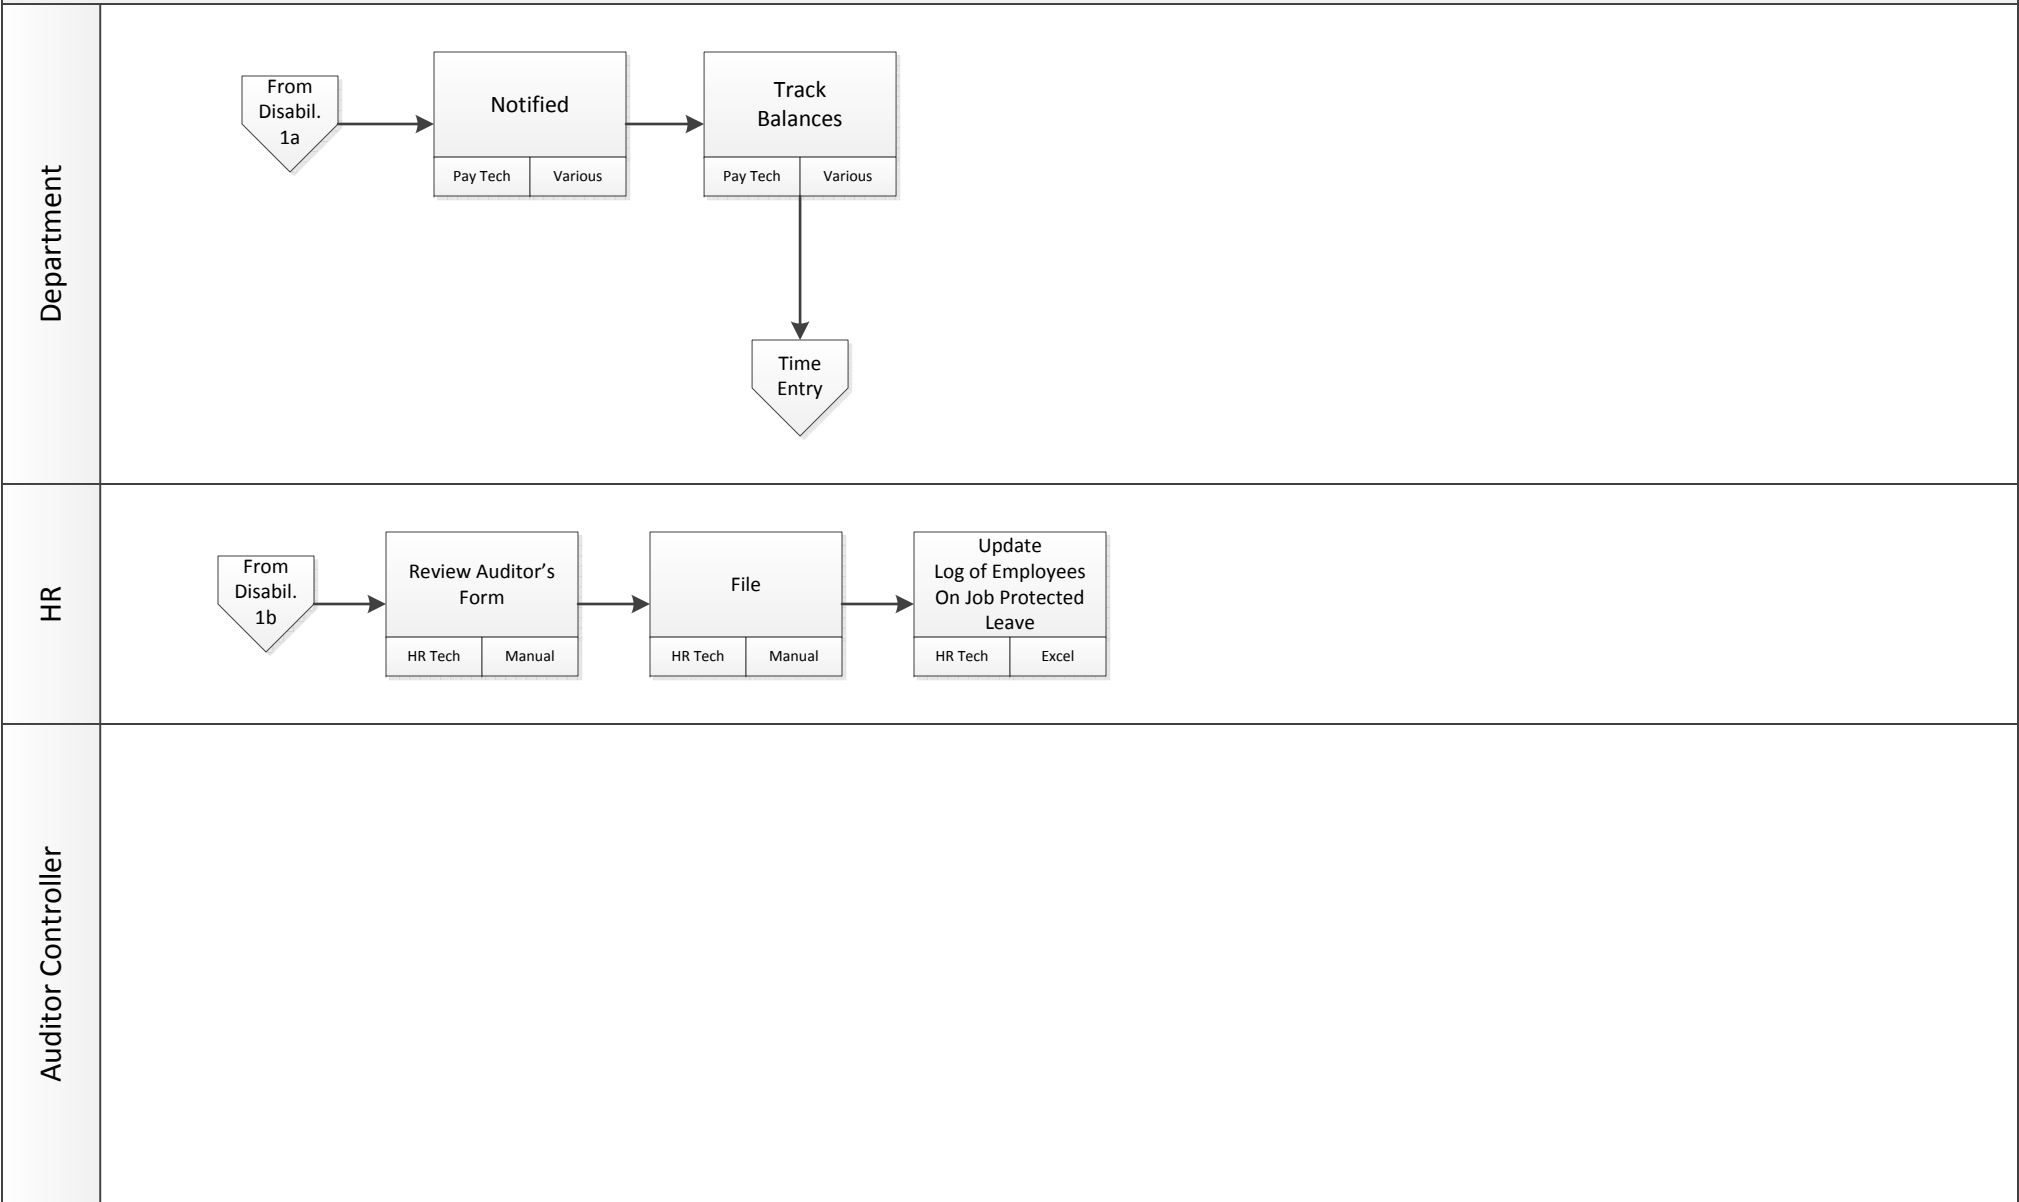 Department
From
Disabil.
1a
Notified
Pay Tech
Various
Track
Balances
Pay Tech
Various
Time
Entry
HR
From
Disabil.
1b
Review Auditor’s
Form
HR Tech
Manual
File
HR Tech
Manual
Update
Log of Employees
On Job Protected
Leave
HR Tech
Excel
Auditor Controller